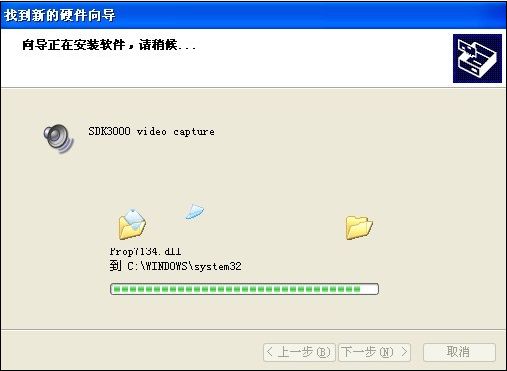 找到新的硬件向导
向导正在安装软件，请稍候...
SDK3000 video capture
Prop7134.dll
到 C:\WINDOWS\system32
< 上一步(B) 下一步(N) > 取消